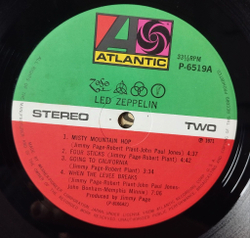 ATLANTIC
33⅓RPM
P-6519A
LED ZEPPELIN
STEREO
TWO
℗ 1971
1. MISTY MOUNTAIN HOP
(Jimmy Page·Robert Plant·John Paul Jones) 4:37
2. FOUR STICKS (Jimmy Page·Robert Plant) 4:42
3. GOING TO CALIFORNIA
(Jimmy Page·Robert Plant) 3:34
4. WHEN THE LEVEE BREAKS
(Jimmy Page·Robert Plant·John Paul Jones·
John Bonham·Memphis Minnie) 7:08
Produced by Jimmy Page